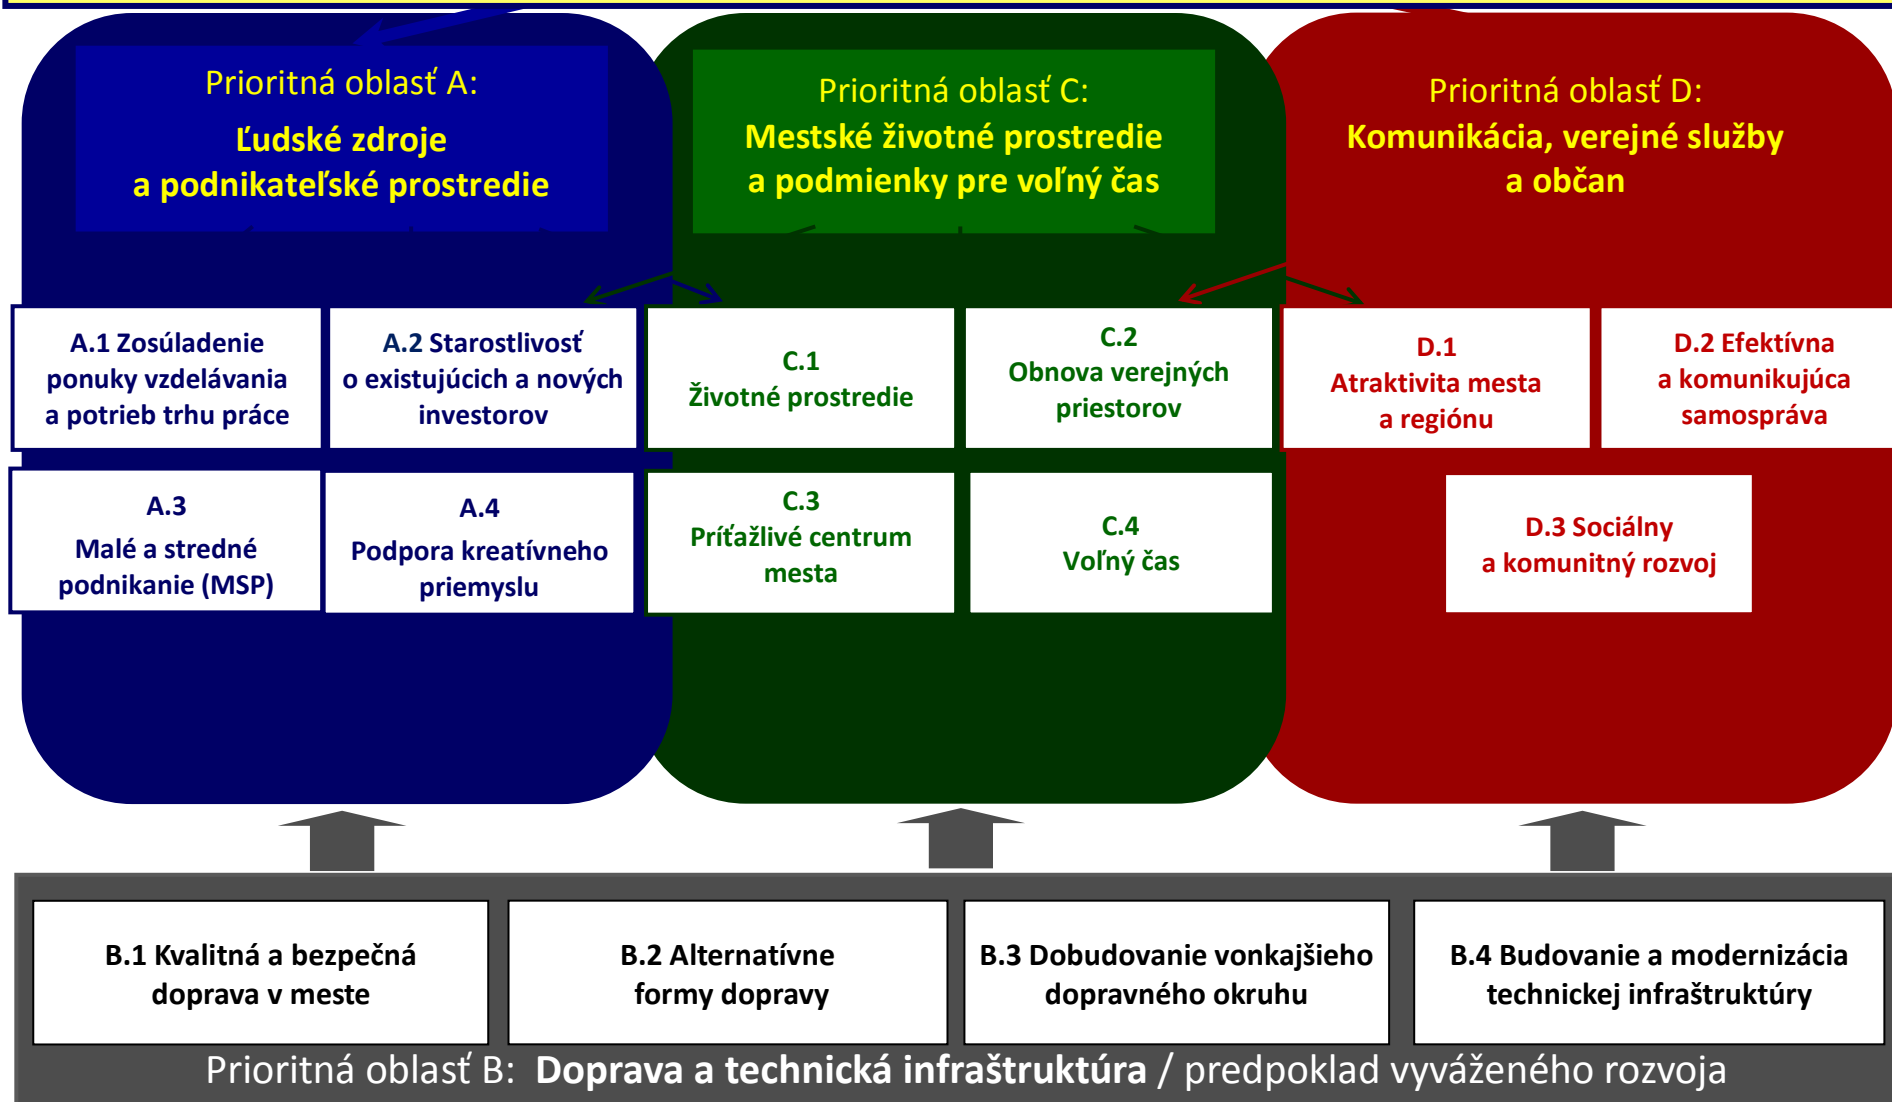 Prioritná oblasť A:
Ľudské zdroje
a podnikateľské prostredie
Prioritná oblasť C:
Mestské životné prostredie
a podmienky pre voľný čas
Prioritná oblasť D:
Komunikácia, verejné služby
a občan
A.1 Zosúladenie
ponuky vzdelávania
a potrieb trhu práce
A.2 Starostlivosť
o existujúcich a nových
investorov
C.1
Životné prostredie
C.2
Obnova verejných
priestorov
D.1
Atraktivita mesta
a regiónu
D.2 Efektívna
a komunikujúca
samospráva
A.3
Malé a stredné
podnikanie (MSP)
A.4
Podpora kreatívneho
priemyslu
C.3
Príťažlivé centrum
mesta
C.4
Voľný čas
D.3 Sociálny
a komunitný rozvoj
B.1 Kvalitná a bezpečná
doprava v meste
B.2 Alternatívne
formy dopravy
B.3 Dobudovanie vonkajšieho
dopravného okruhu
B.4 Budovanie a modernizácia
technickej infraštruktúry
Prioritná oblasť B: Doprava a technická infraštruktúra / predpoklad vyváženého rozvoja